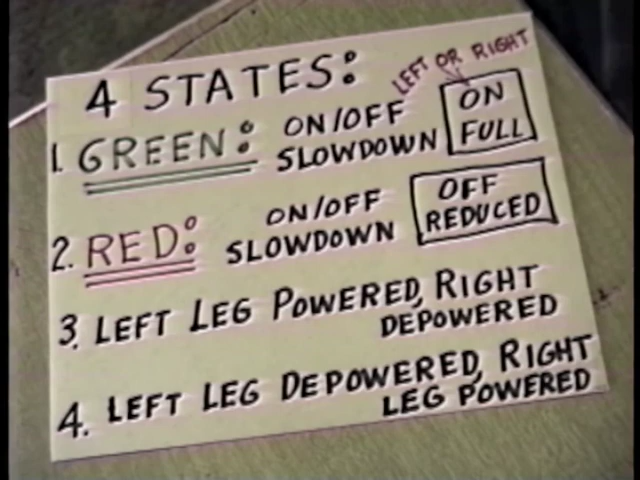 4 STATES:
LEFT OR RIGHT
1. GREEN: ON/OFF ON
SLOWDOWN FULL
2. RED: ON/OFF OFF
SLOWDOWN REDUCED
3. LEFT LEG POWERED, RIGHT
DEPOWERED
4. LEFT LEG DEPOWERED, RIGHT
LEG POWERED